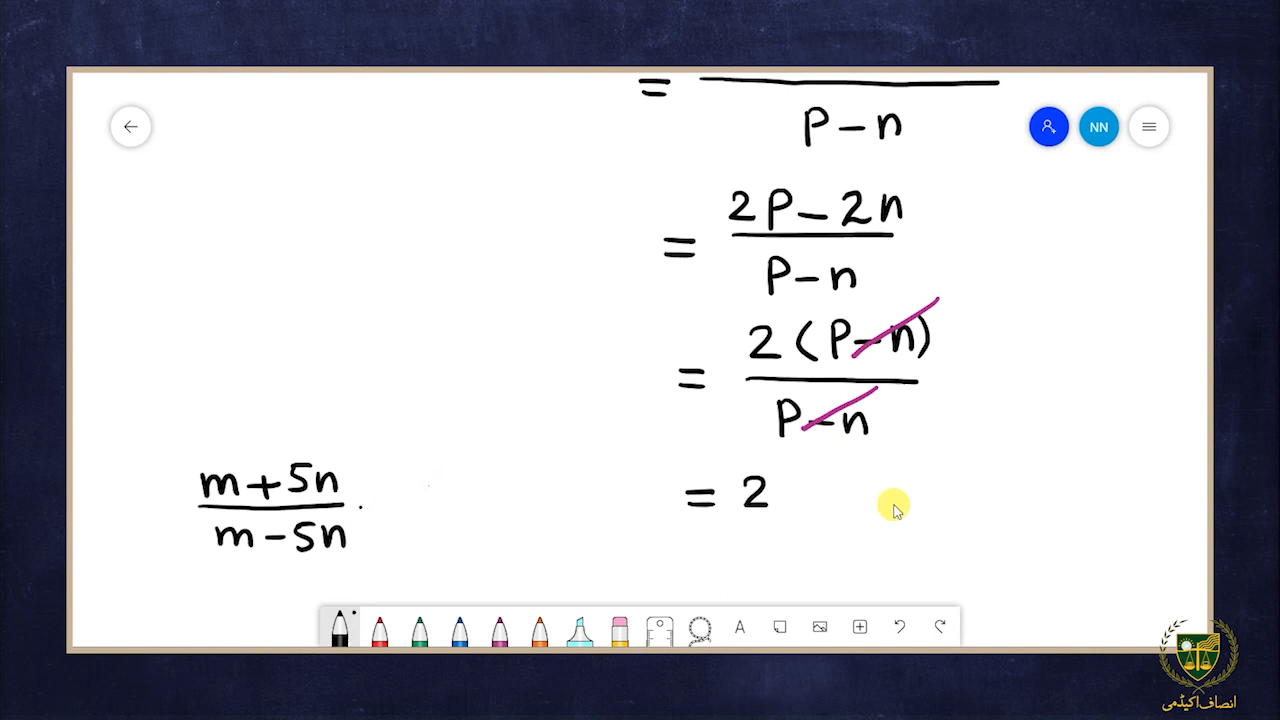 = 
P - n
NN
= (2P - 2n) / (P - n)
= 2(P - n) / (P - n)
= 2
(m + 5n) / (m - 5n)
A
انصاف اکیڈمی